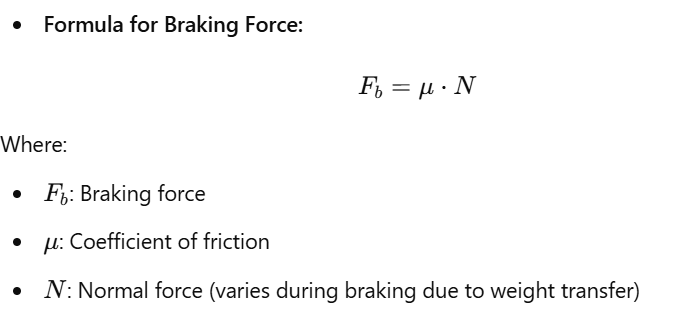 • Formula for Braking Force:
F_b = μ · N
Where:
• F_b: Braking force
• μ: Coefficient of friction
• N: Normal force (varies during braking due to weight transfer)